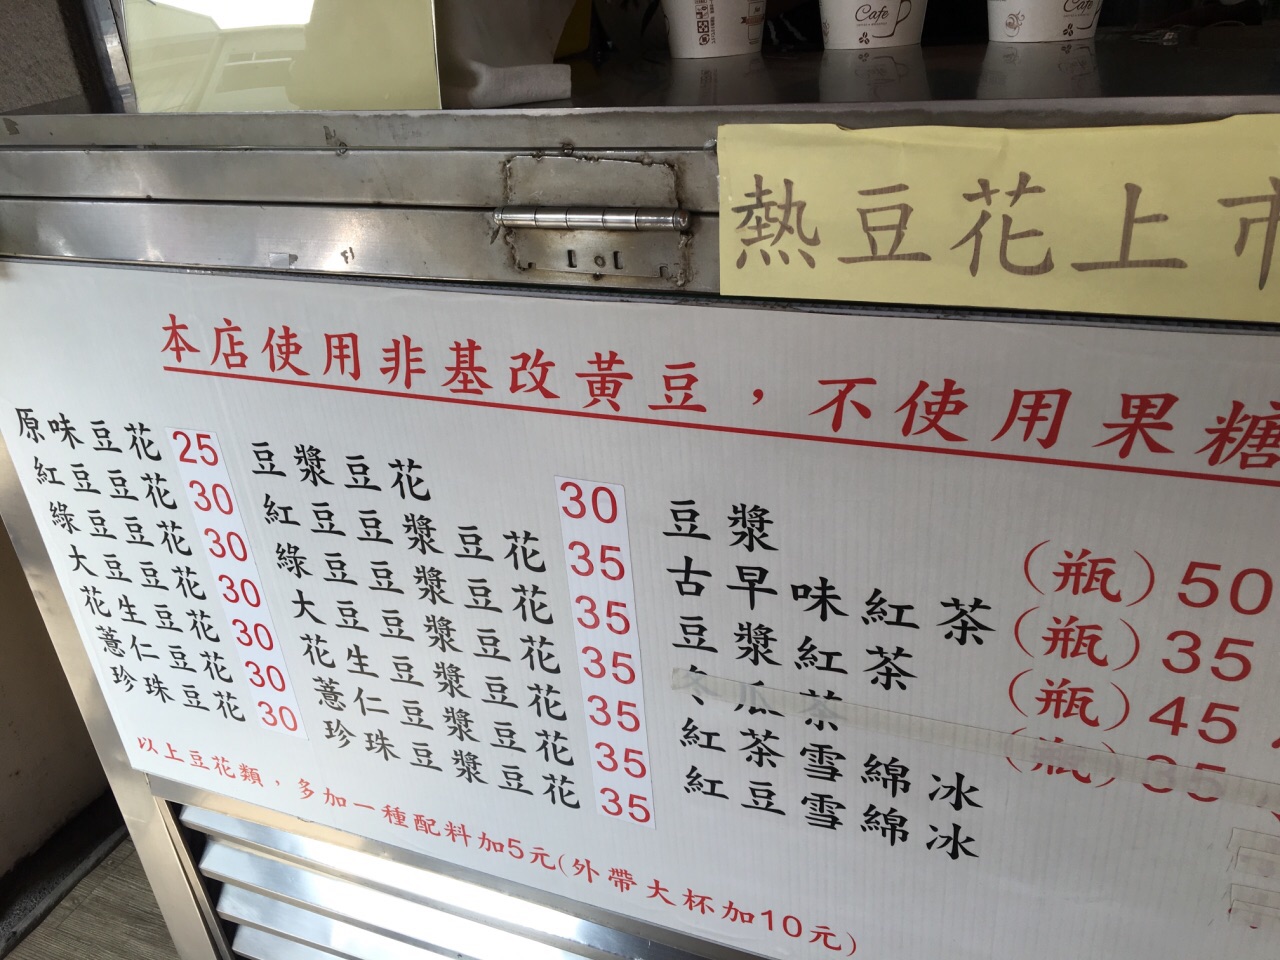 Cafe
Cafe
熱豆花上市
本店使用非基改黃豆，不使用果糖
原味豆花 25
紅豆豆花 30
綠豆豆花 30
大豆豆花 30
花生豆花 30
薏仁豆花 30
珍珠豆花 30
豆漿豆花 30
紅豆豆漿豆花 35
綠豆豆漿豆花 35
大豆豆漿豆花 35
花生豆漿豆花 35
薏仁豆漿豆花 35
珍珠豆漿豆花 35
豆漿 (瓶) 50
古早味紅茶 (瓶) 35
豆漿紅茶 (瓶) 45
冬瓜茶 (瓶) 35
紅茶雪綿冰
紅豆雪綿冰
以上豆花類，多加一種配料加5元(外帶大杯加10元)